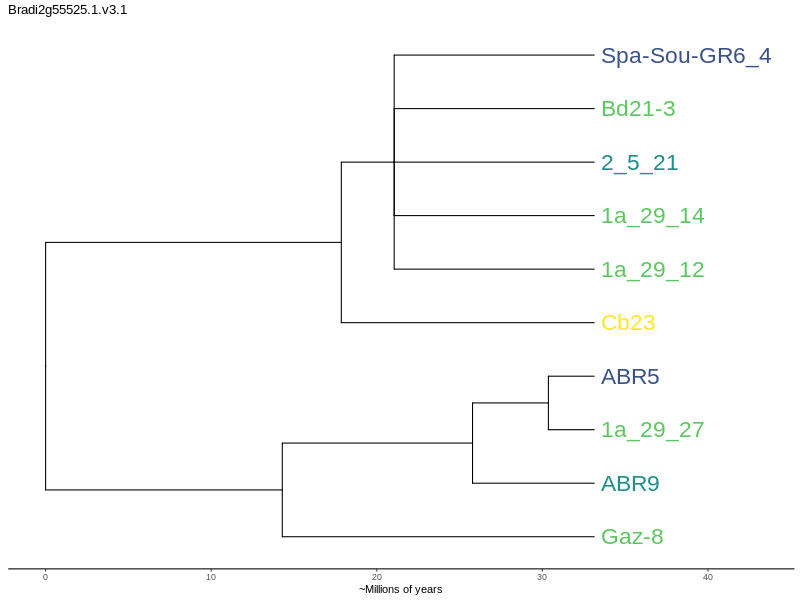 Bradi2g55525.1.v3.1
Spa-Sou-GR6_4
Bd21-3
2_5_21
1a_29_14
1a_29_12
Cb23
ABR5
1a_29_27
ABR9
Gaz-8
0 10 20 30 40
~Millions of years